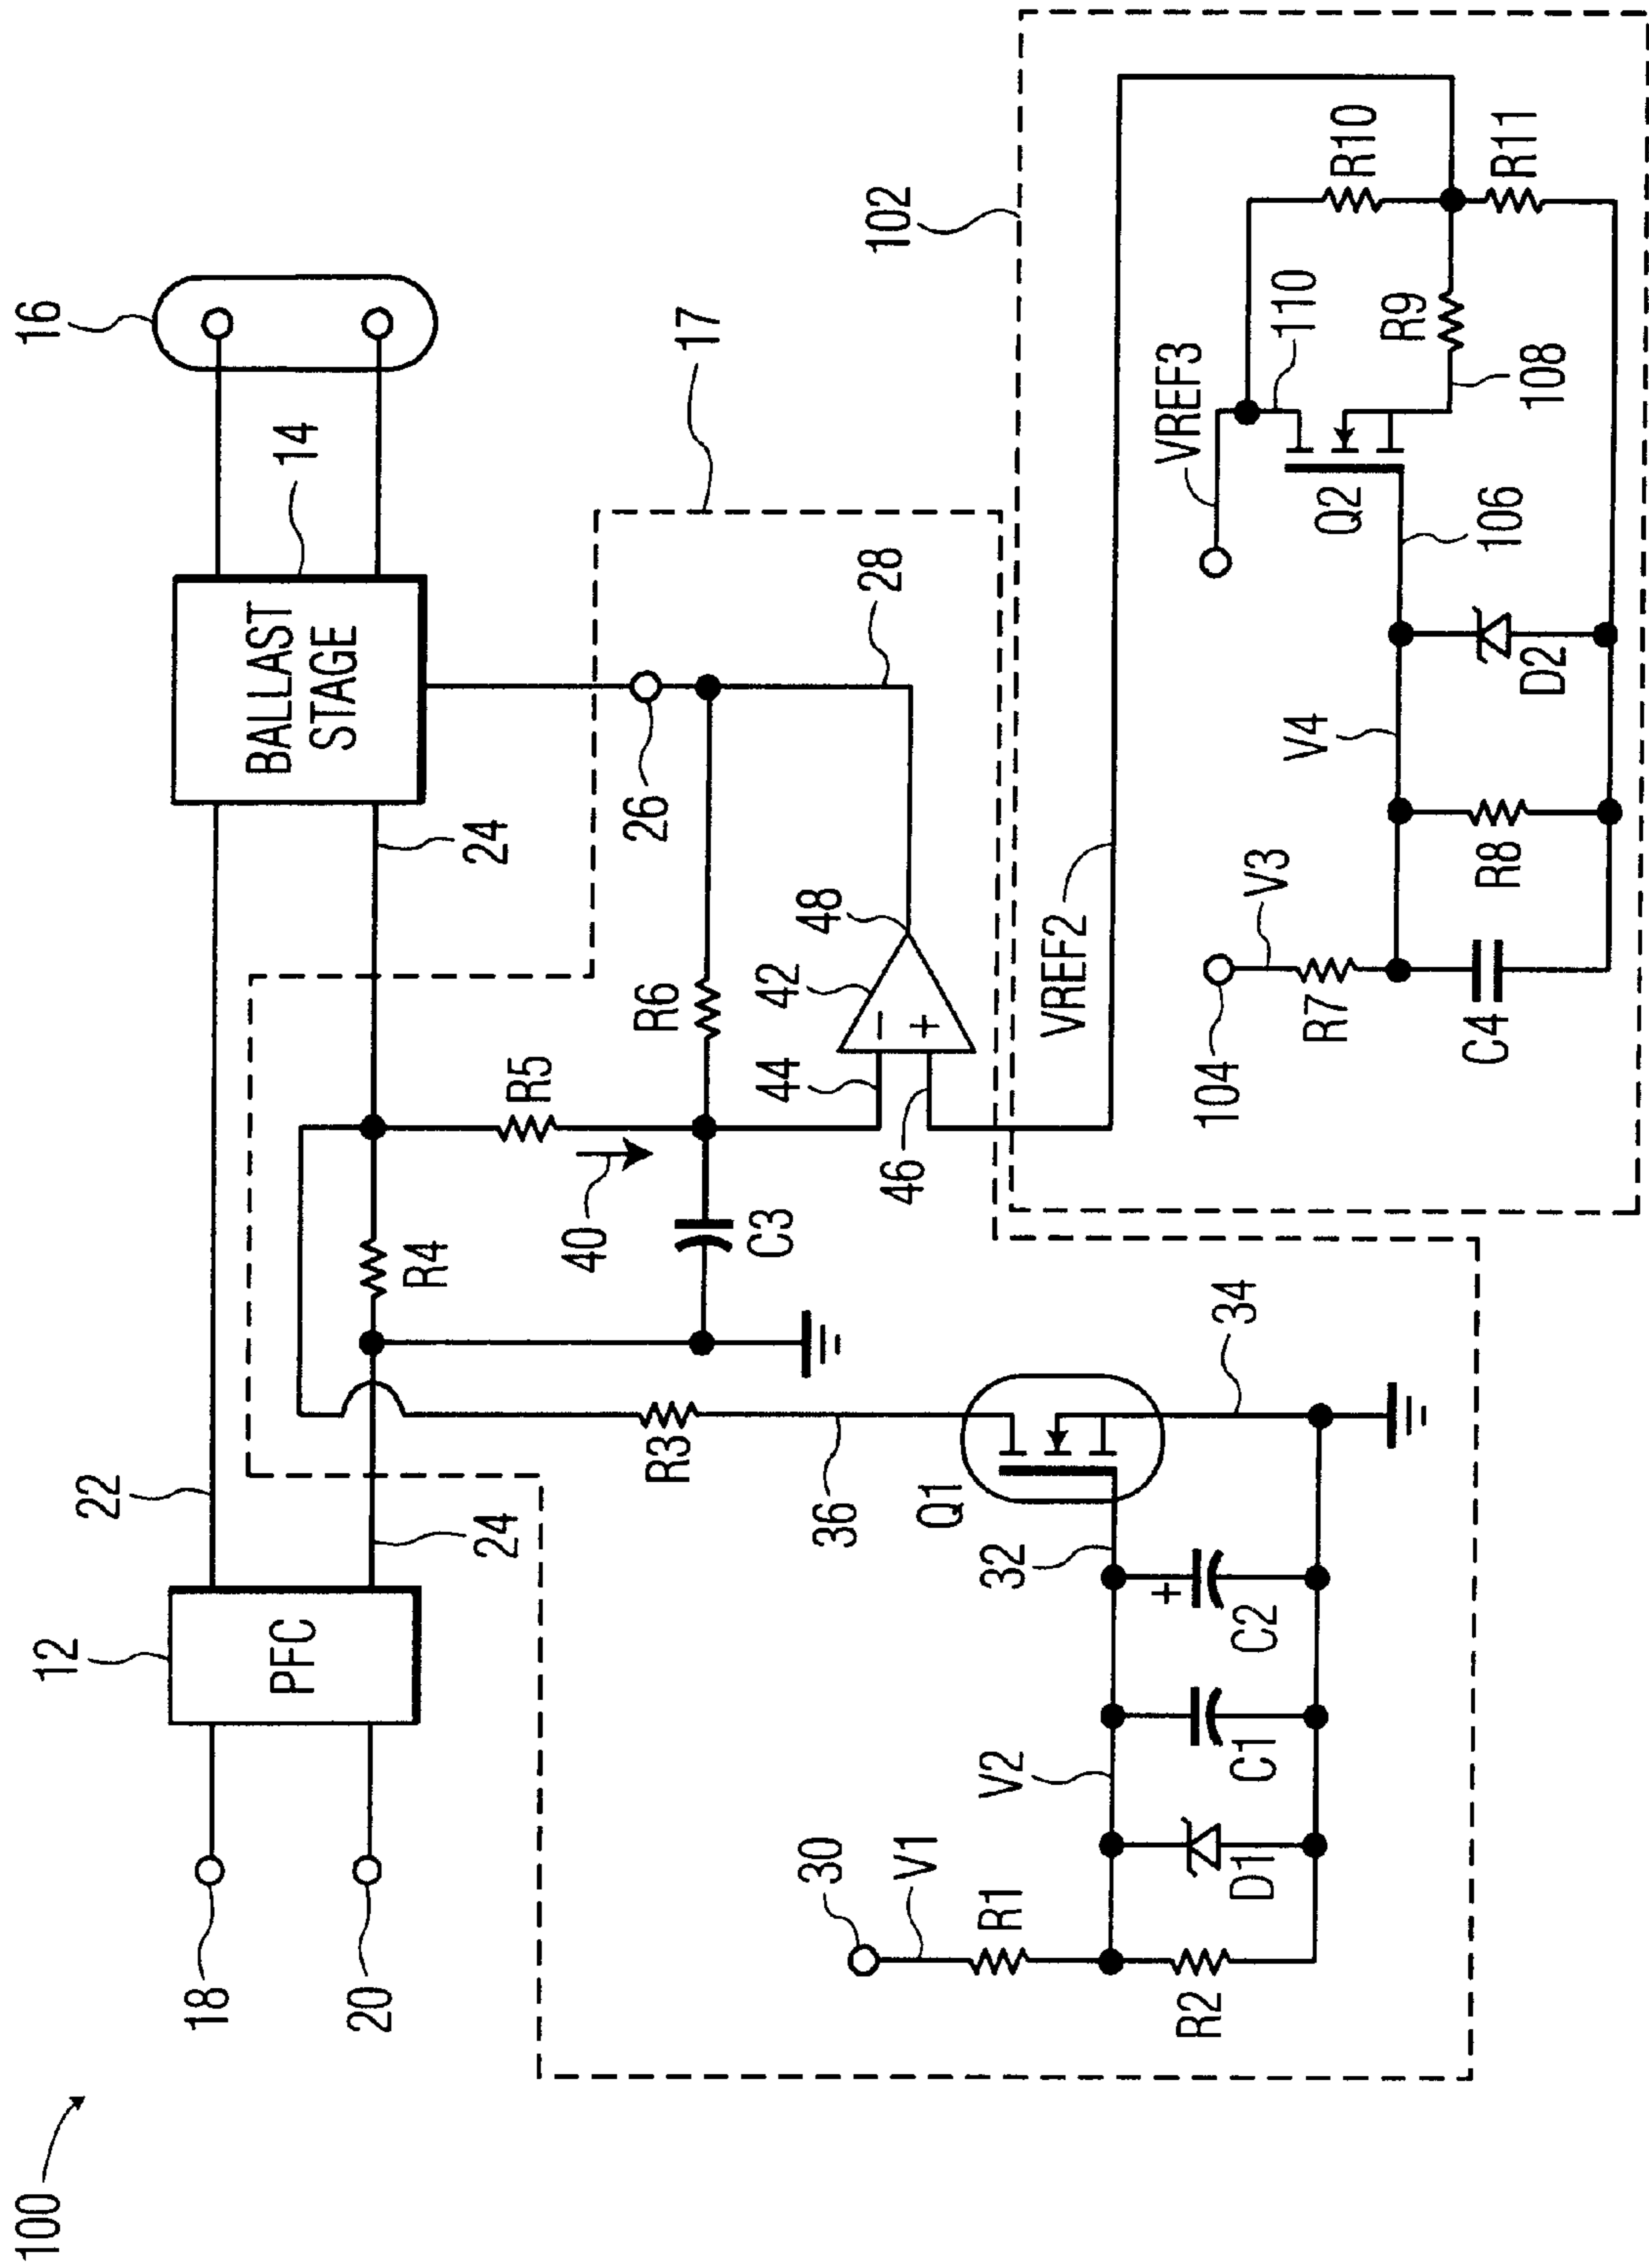 100
18
20
12
PFC
22
24
24
BALLAST
STAGE
14
16
17
R4
R5
40
C3
R6
26
28
44
46
42
48
-
+
30
V1
R1
R2
V2
D1
C1
+
C2
32
Q1
36
R3
34
102
VREF2
104
V3
R7
C4
R8
V4
D2
106
Q2
VREF3
110
108
R9
R10
R11